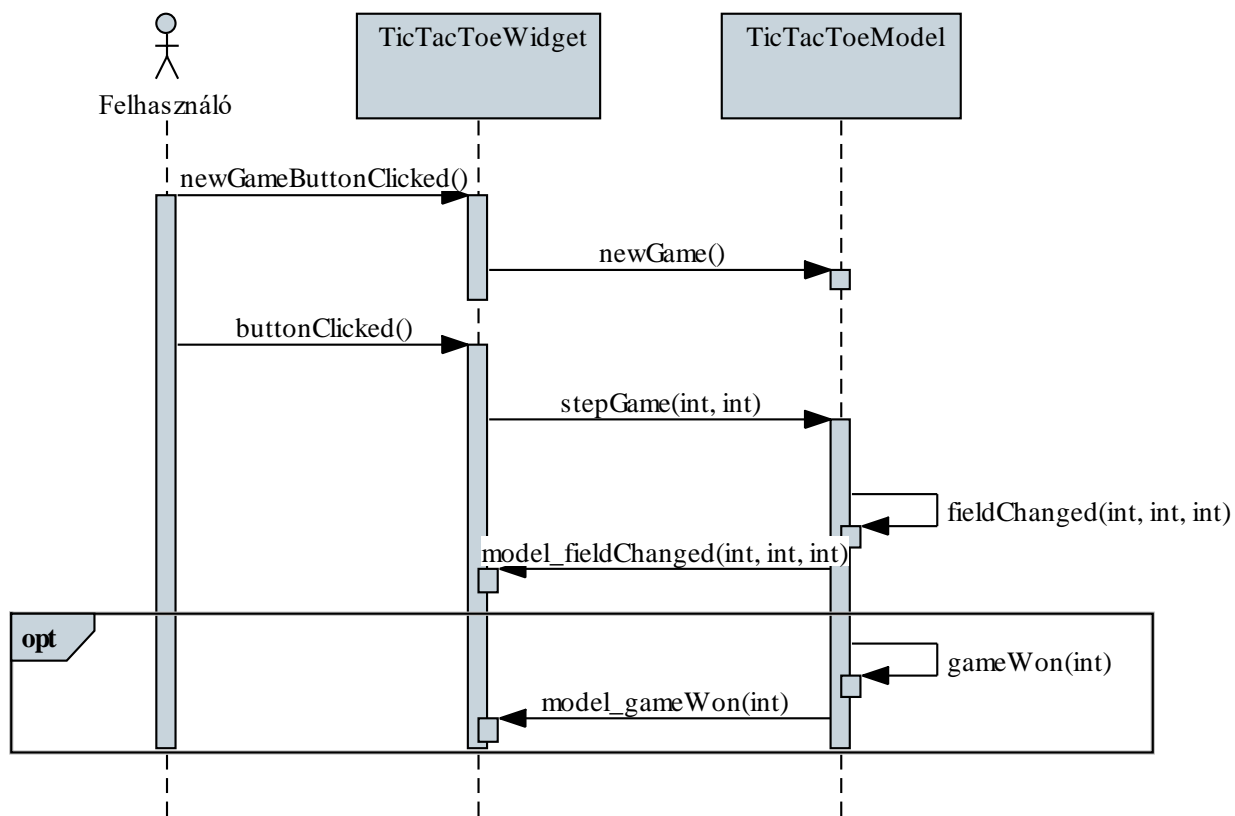 TicTacToeWidget
TicTacToeModel
Felhasználó
newGameButtonClicked()
newGame()
buttonClicked()
stepGame(int, int)
fieldChanged(int, int, int)
model_fieldChanged(int, int, int)
opt
gameWon(int)
model_gameWon(int)